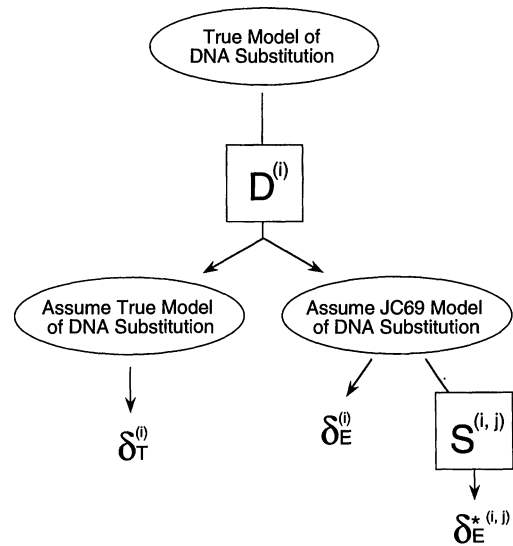 True Model of
DNA Substitution
D(i)
Assume True Model
of DNA Substitution
Assume JC69 Model
of DNA Substitution
δT(i)
δE(i)
S(i, j)
δE*(i, j)